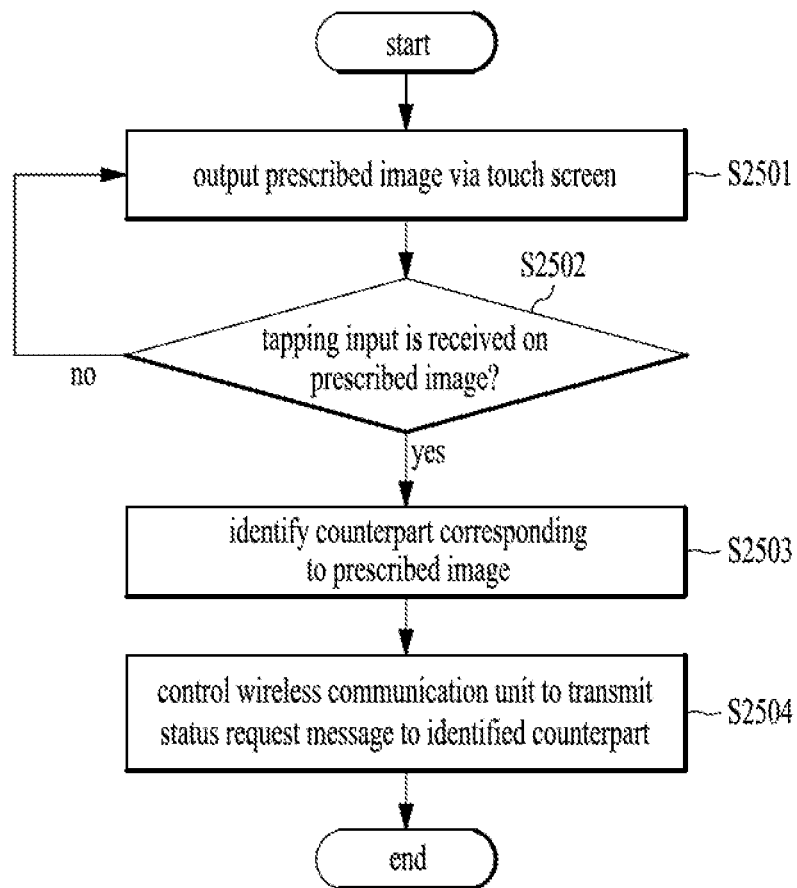 start
output prescribed image via touch screen
S2501
S2502
tapping input is received on
prescribed image?
no
yes
identify counterpart corresponding
to prescribed image
S2503
control wireless communication unit to transmit
status request message to identified counterpart
S2504
end